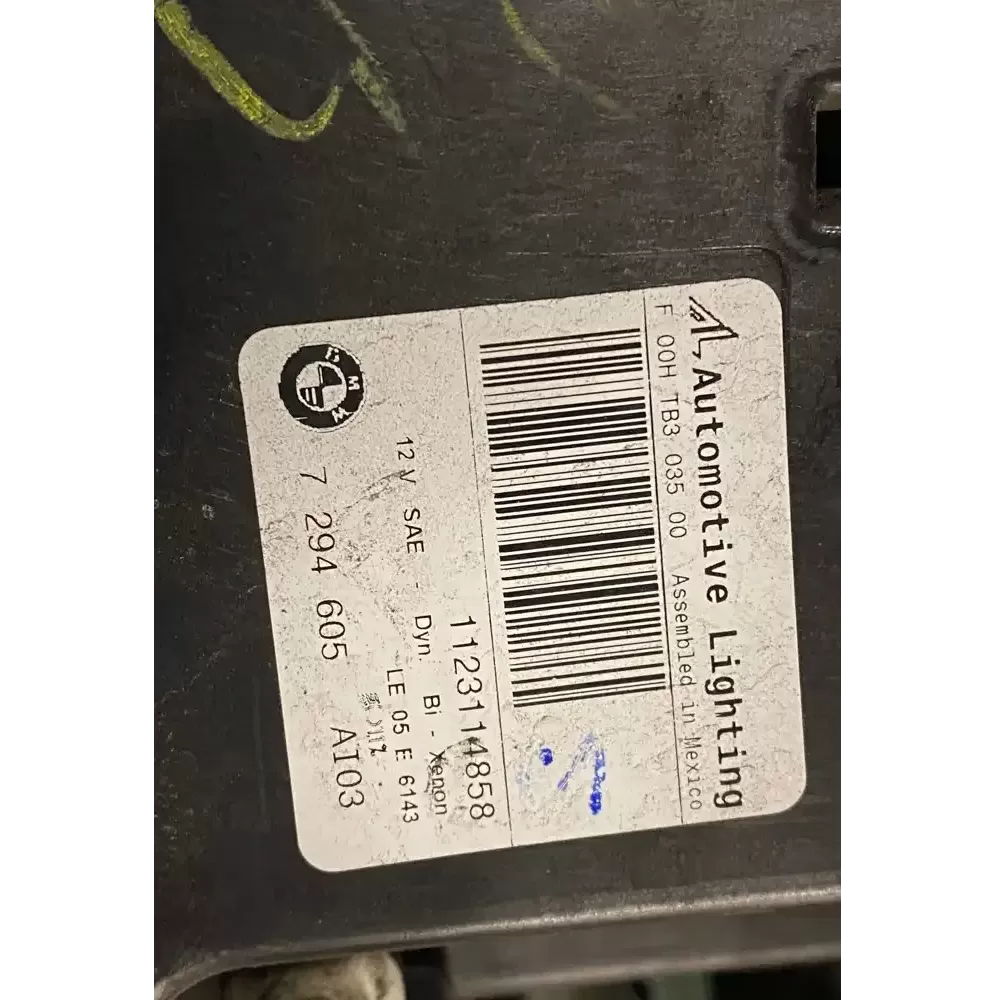 Automotive Lighting
F 00H TB3 035 00 Assembled in Mexico
1123114858
12 V SAE - Dyn. Bi - Xenon
LE 05 E 6143
BMW
7 294 605 AI03